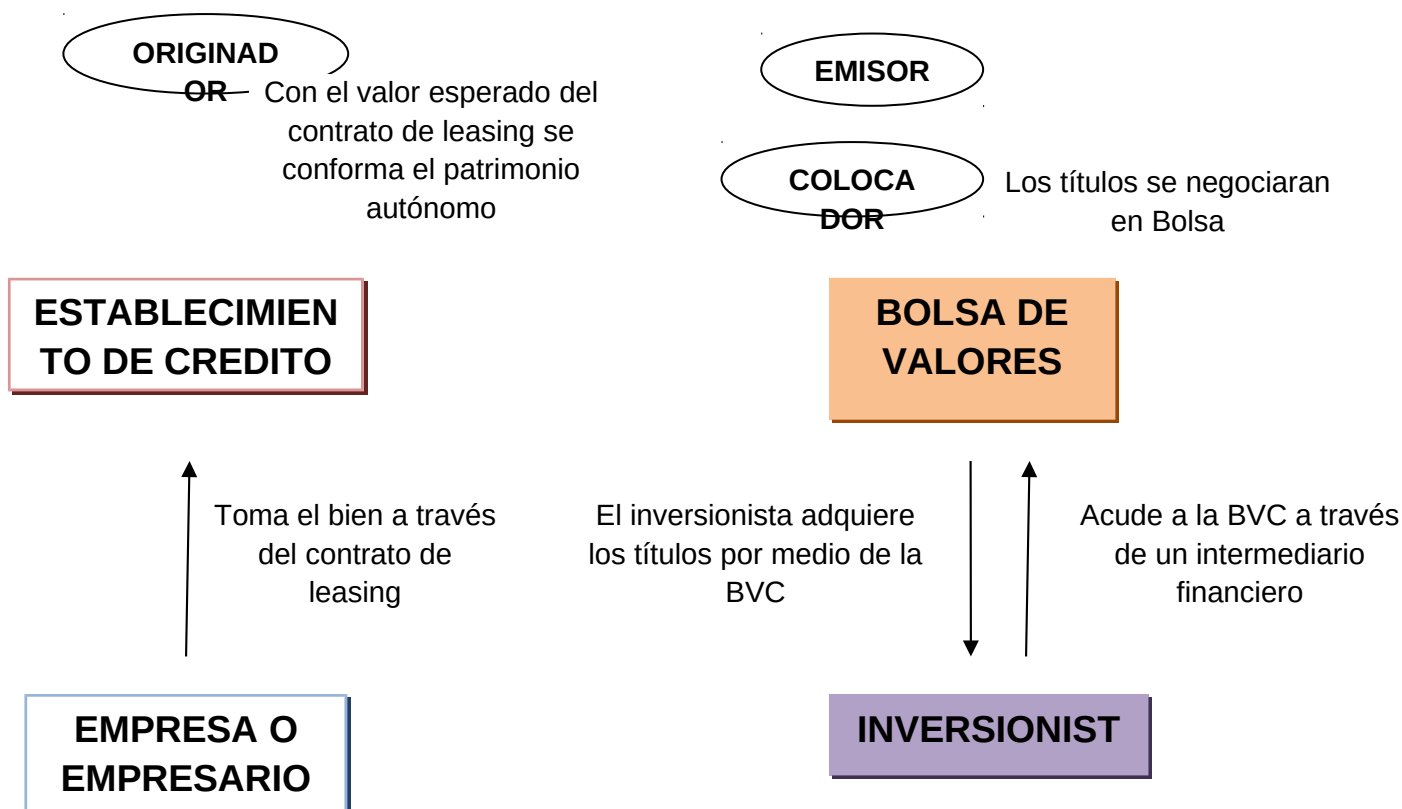 ORIGINAD
OR
Con el valor esperado del
contrato de leasing se
conforma el patrimonio
autónomo
EMISOR
COLOCA
DOR
Los títulos se negociaran
en Bolsa
ESTABLECIMIEN
TO DE CREDITO
BOLSA DE
VALORES
Toma el bien a través
del contrato de
leasing
El inversionista adquiere
los títulos por medio de la
BVC
Acude a la BVC a través
de un intermediario
financiero
EMPRESA O
EMPRESARIO
INVERSIONIST